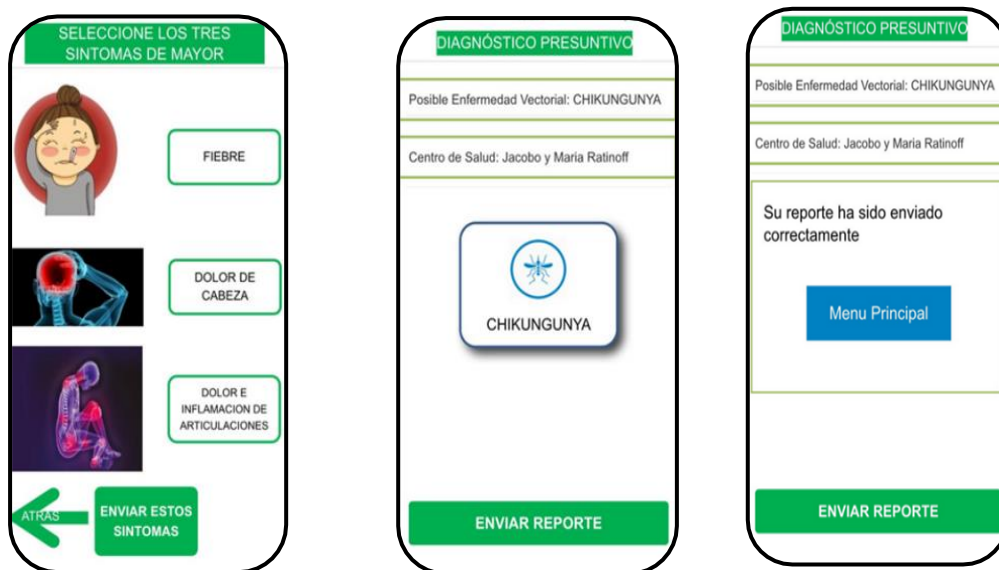 SELECCIONE LOS TRES
SINTOMAS DE MAYOR
FIEBRE
DOLOR DE
CABEZA
DOLOR E
INFLAMACION DE
ARTICULACIONES
ATRAS
ENVIAR ESTOS
SINTOMAS
DIAGNÓSTICO PRESUNTIVO
Posible Enfermedad Vectorial: CHIKUNGUNYA
Centro de Salud: Jacobo y Maria Ratinoff
CHIKUNGUNYA
ENVIAR REPORTE
DIAGNÓSTICO PRESUNTIVO
Posible Enfermedad Vectorial: CHIKUNGUNYA
Centro de Salud: Jacobo y Maria Ratinoff
Su reporte ha sido enviado
correctamente
Menu Principal
ENVIAR REPORTE